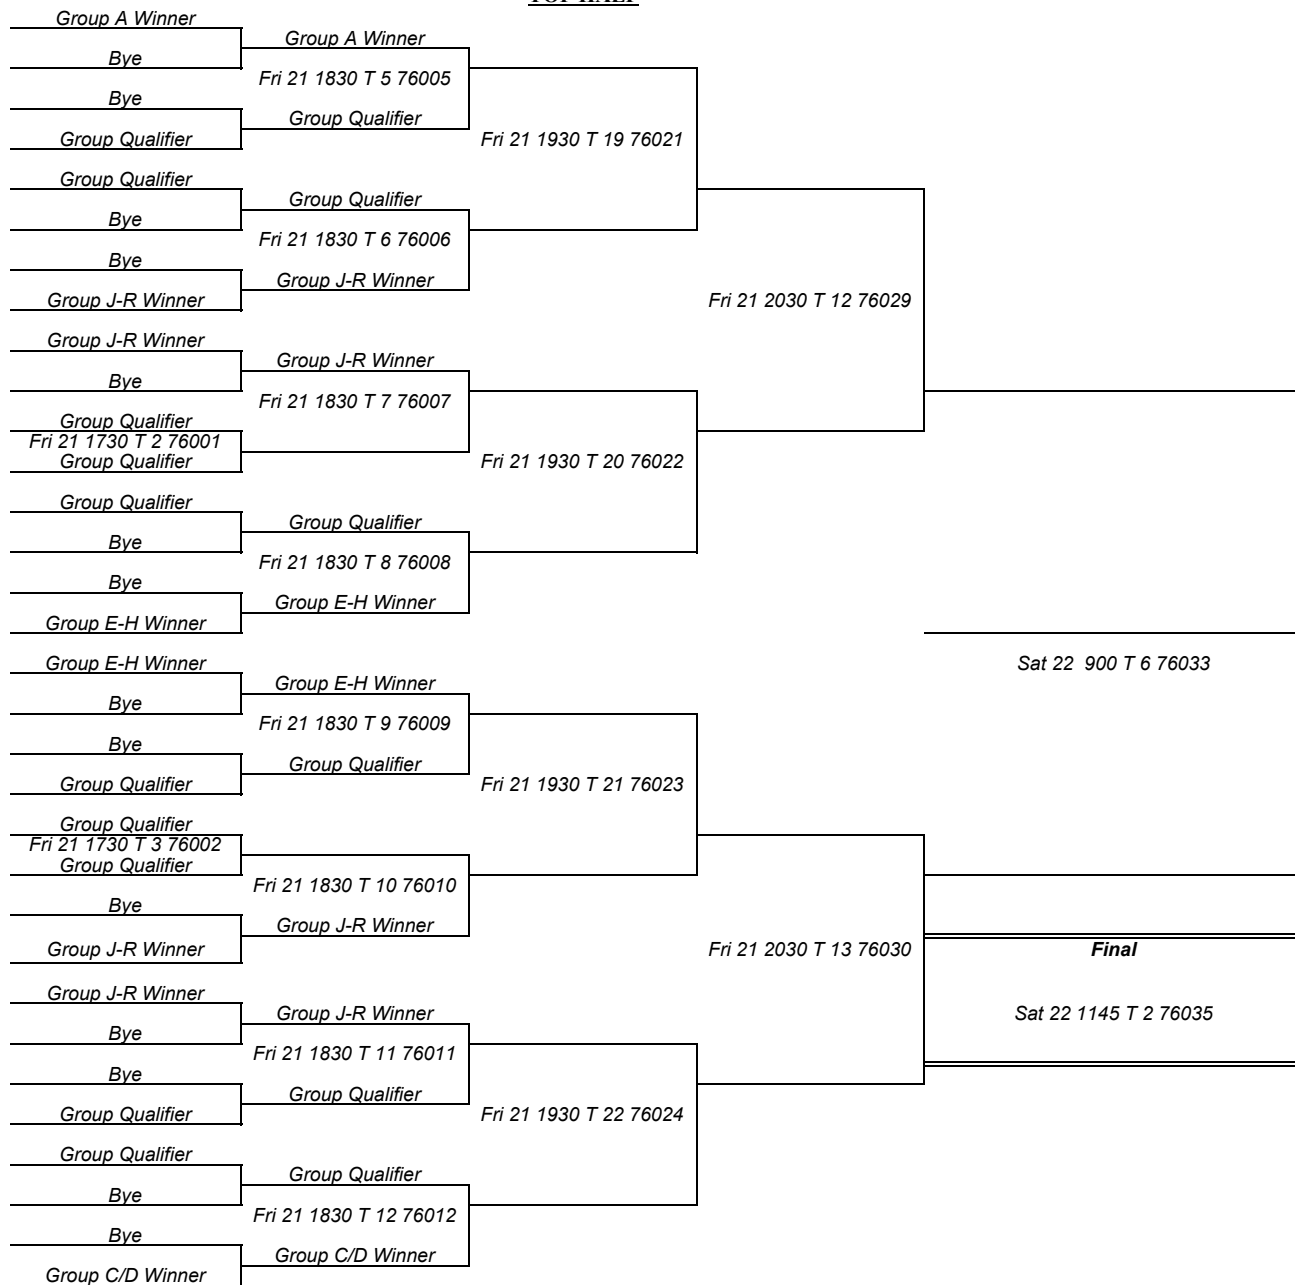 Group A Winner
Group A Winner
Bye
Fri 21 1830 T 5 76005
Bye
Group Qualifier
Group Qualifier
Fri 21 1930 T 19 76021
Group Qualifier
Group Qualifier
Bye
Fri 21 1830 T 6 76006
Bye
Group J-R Winner
Group J-R Winner
Fri 21 2030 T 12 76029
Group J-R Winner
Group J-R Winner
Bye
Fri 21 1830 T 7 76007
Group Qualifier
Fri 21 1730 T 2 76001
Group Qualifier
Fri 21 1930 T 20 76022
Group Qualifier
Group Qualifier
Bye
Fri 21 1830 T 8 76008
Bye
Group E-H Winner
Group E-H Winner
Group E-H Winner
Sat 22 900 T 6 76033
Group E-H Winner
Bye
Fri 21 1830 T 9 76009
Bye
Group Qualifier
Group Qualifier
Fri 21 1930 T 21 76023
Group Qualifier
Fri 21 1730 T 3 76002
Group Qualifier
Fri 21 1830 T 10 76010
Bye
Group J-R Winner
Group J-R Winner
Fri 21 2030 T 13 76030
Final
Group J-R Winner
Group J-R Winner
Sat 22 1145 T 2 76035
Bye
Fri 21 1830 T 11 76011
Bye
Group Qualifier
Group Qualifier
Fri 21 1930 T 22 76024
Group Qualifier
Group Qualifier
Bye
Fri 21 1830 T 12 76012
Bye
Group C/D Winner
Group C/D Winner